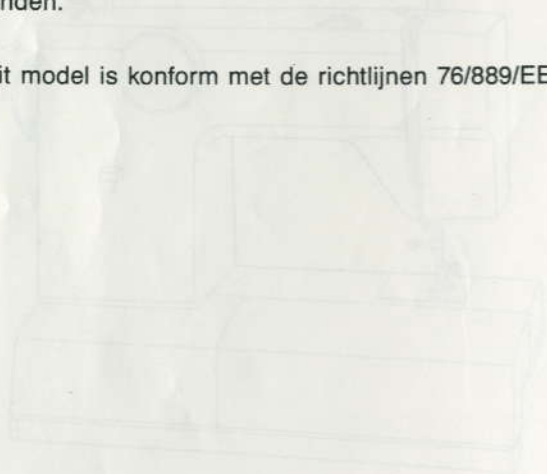 nden.
it model is konform met de richtlijnen 76/889/EE